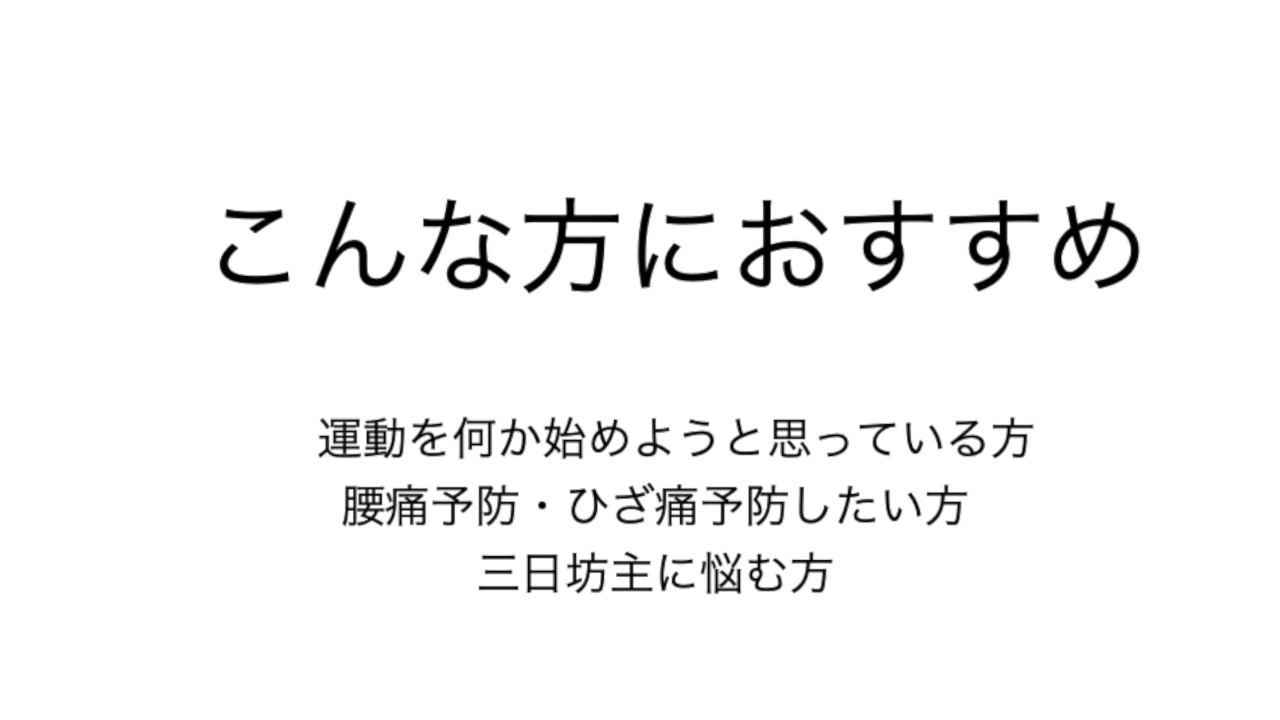 こんな方におすすめ
運動を何か始めようと思っている方
腰痛予防・ひざ痛予防したい方
三日坊主に悩む方